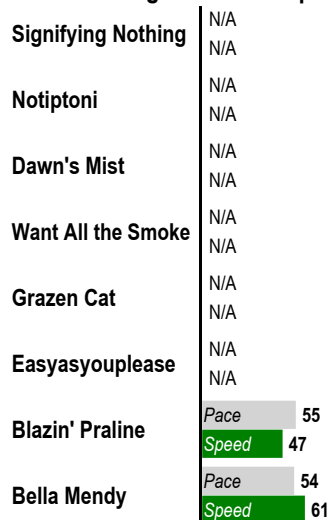 Signifying Nothing
N/A
N/A
Notiptoni
N/A
N/A
Dawn's Mist
N/A
N/A
Want All the Smoke
N/A
N/A
Grazen Cat
N/A
N/A
Easyasyouplease
N/A
N/A
Blazin' Praline
Pace 55
Speed 47
Bella Mendy
Pace 54
Speed 61